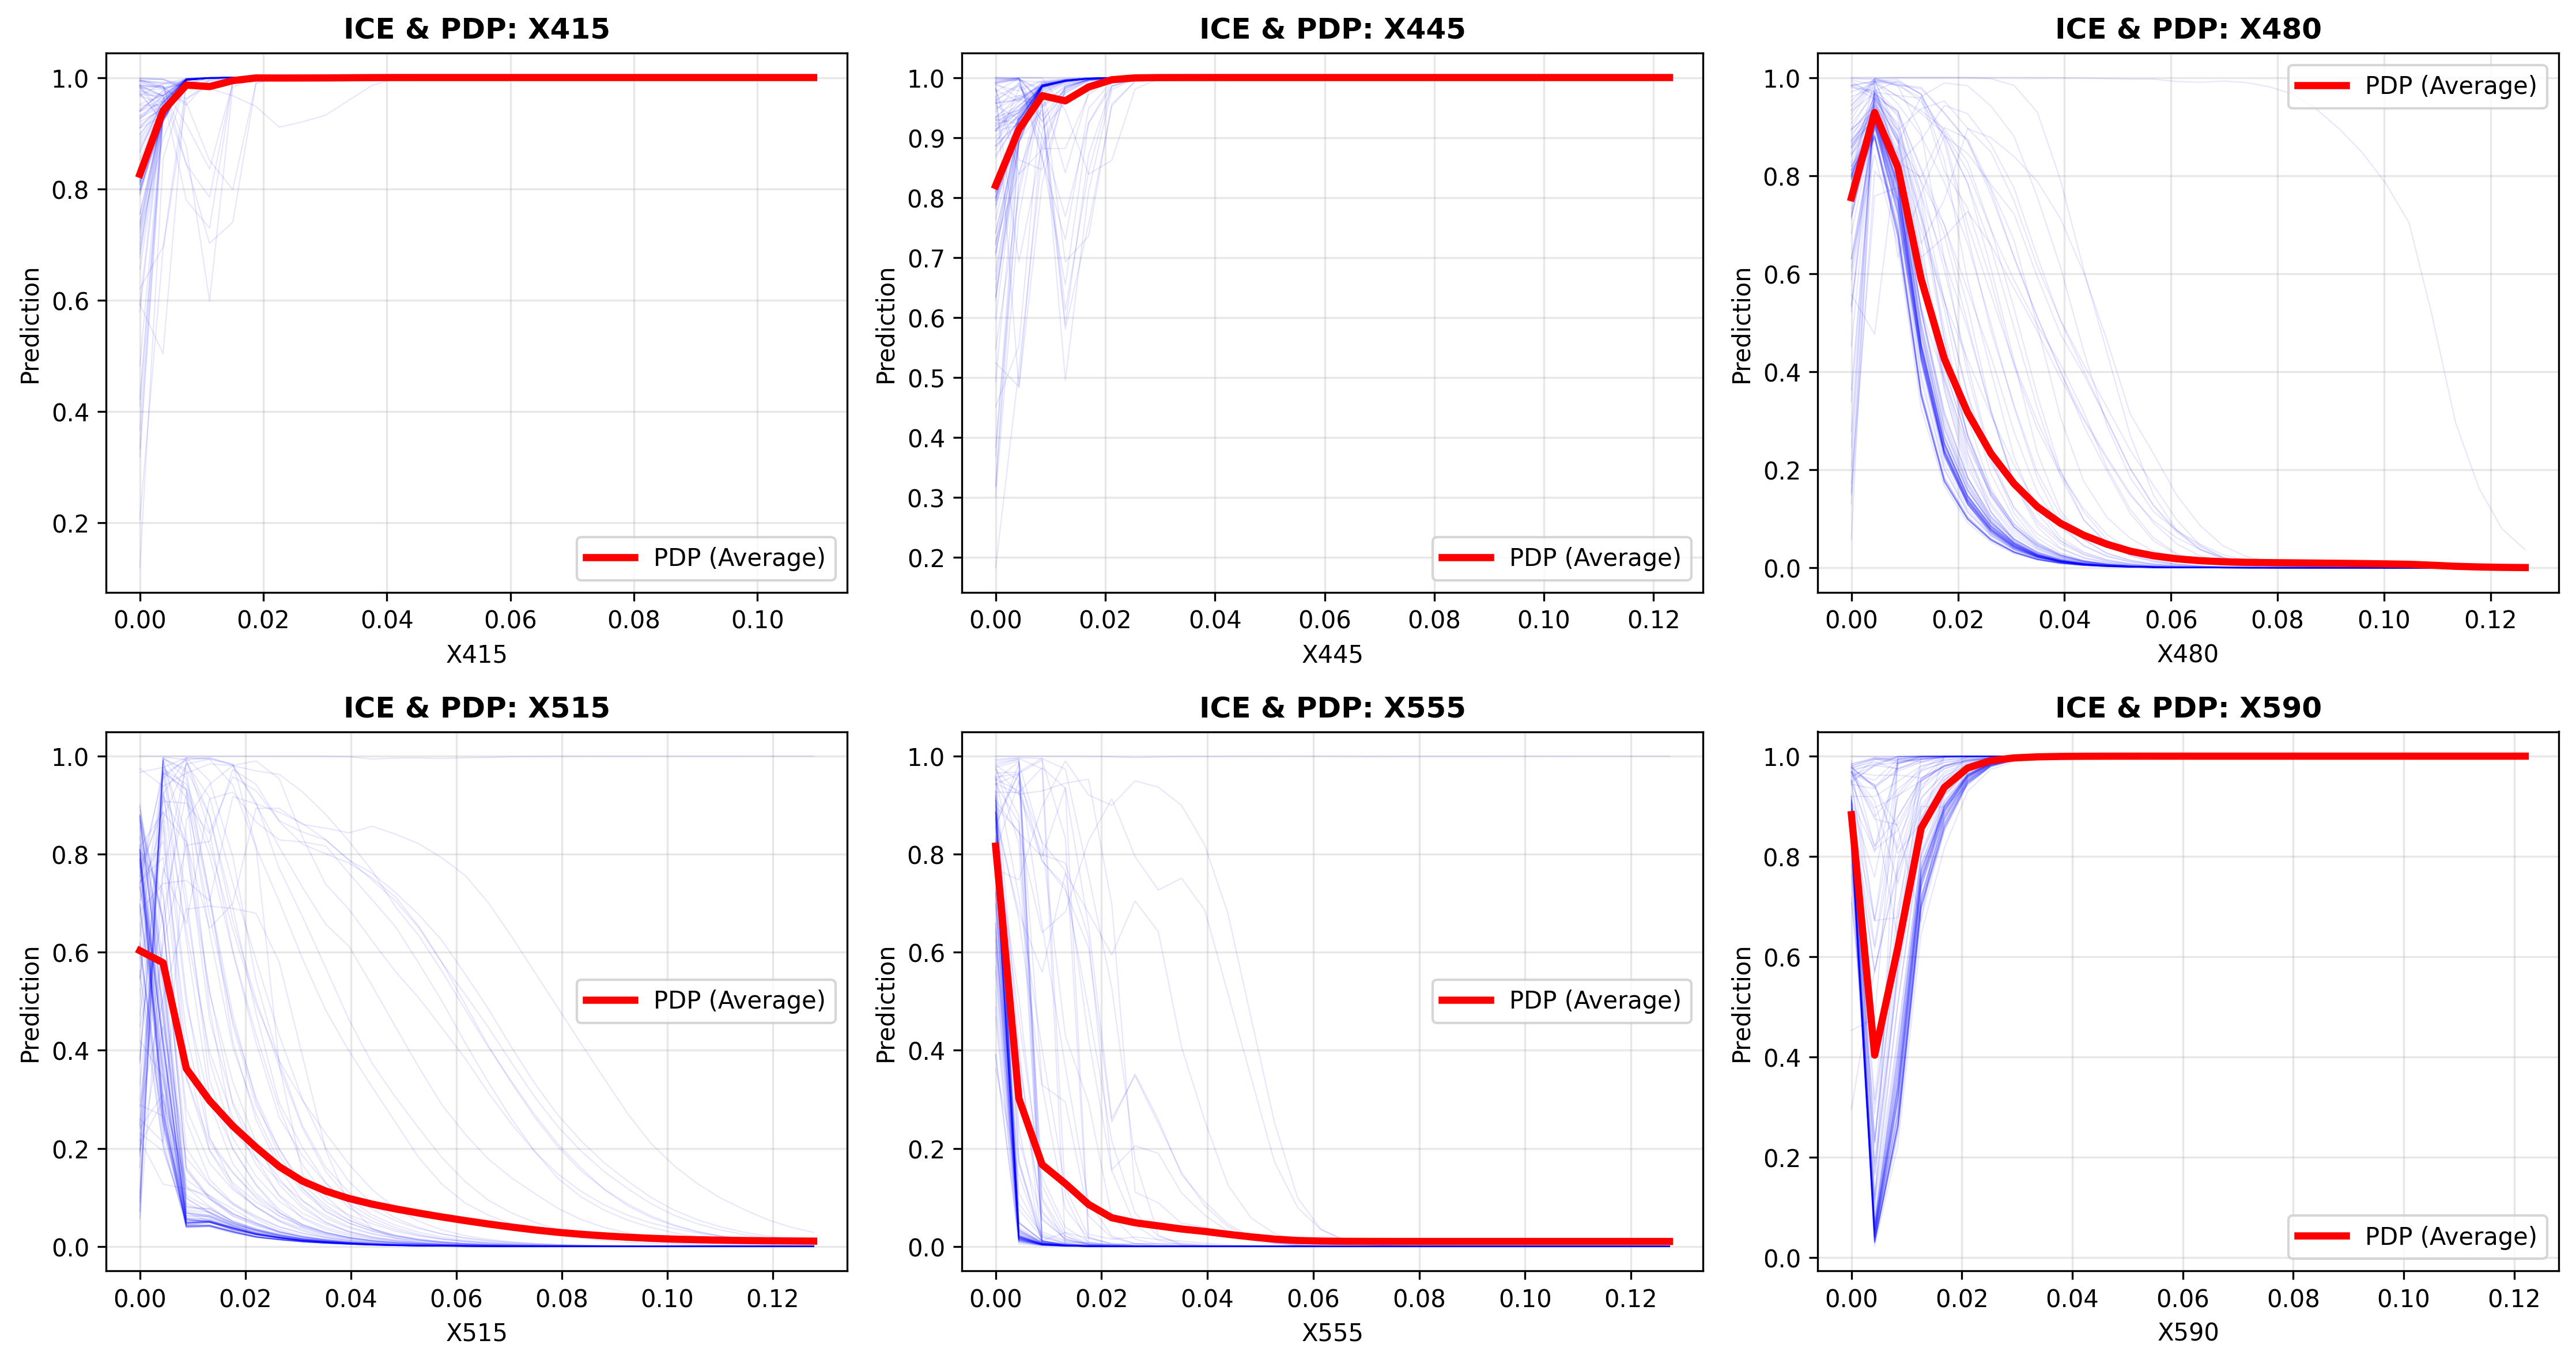 ICE & PDP: X415
1.0
0.8
0.6
0.4
0.2
Prediction
PDP (Average)
0.00 0.02 0.04 0.06 0.08 0.10
X415
ICE & PDP: X445
1.0
0.9
0.8
0.7
0.6
0.5
0.4
0.3
0.2
Prediction
PDP (Average)
0.00 0.02 0.04 0.06 0.08 0.10 0.12
X445
ICE & PDP: X480
PDP (Average)
1.0
0.8
0.6
0.4
0.2
0.0
Prediction
0.00 0.02 0.04 0.06 0.08 0.10 0.12
X480
ICE & PDP: X515
1.0
0.8
0.6
0.4
0.2
0.0
Prediction
PDP (Average)
0.00 0.02 0.04 0.06 0.08 0.10 0.12
X515
ICE & PDP: X555
1.0
0.8
0.6
0.4
0.2
0.0
Prediction
PDP (Average)
0.00 0.02 0.04 0.06 0.08 0.10 0.12
X555
ICE & PDP: X590
1.0
0.8
0.6
0.4
0.2
0.0
Prediction
PDP (Average)
0.00 0.02 0.04 0.06 0.08 0.10 0.12
X590